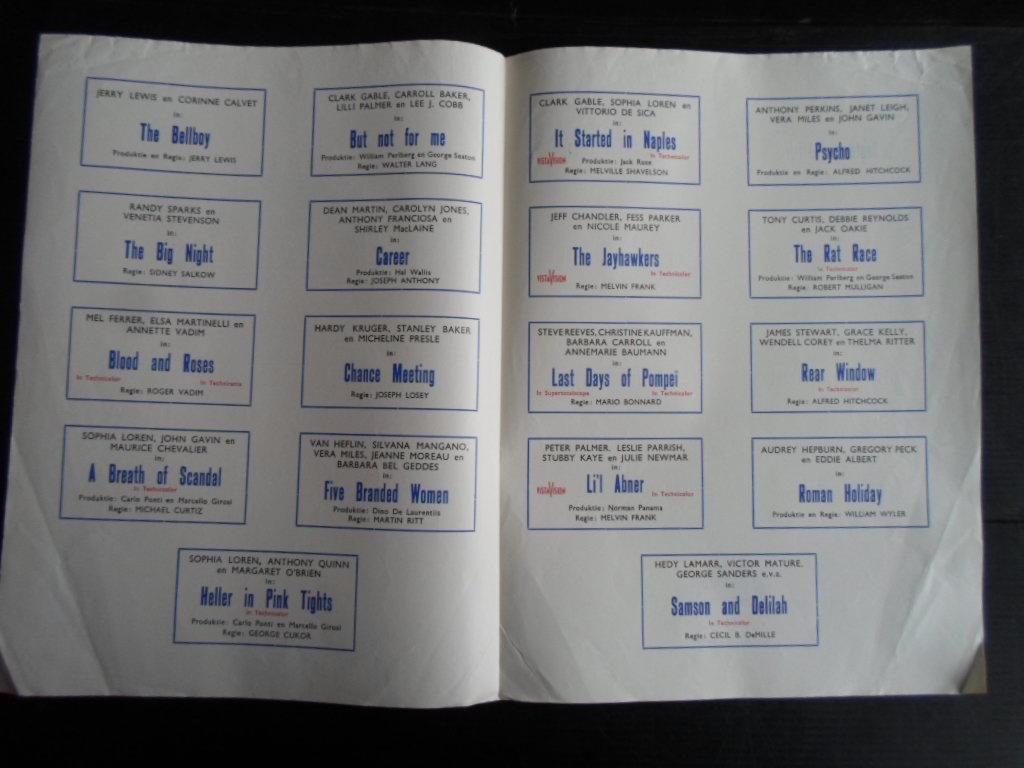 JERRY LEWIS en CORINNE CALVET
in:
The Bellboy
Produktie en Regie: JERRY LEWIS
CLARK GABLE, CARROLL BAKER,
LILLI PALMER en LEE J. COBB
in:
But not for me
Produktie: William Perlberg en George Seaton
Regie: WALTER LANG
RANDY SPARKS en
VENETIA STEVENSON
in:
The Big Night
Regie: SIDNEY SALKOW
DEAN MARTIN, CAROLYN JONES,
ANTHONY FRANCIOSA en
SHIRLEY MacLAINE
in:
Career
Produktie: Hal Wallis
Regie: JOSEPH ANTHONY
MEL FERRER, ELSA MARTINELLI en
ANNETTE VADIM
in:
Blood and Roses
In Technicolor In Technirama
Regie: ROGER VADIM
HARDY KRUGER, STANLEY BAKER
en MICHELINE PRESLE
in:
Chance Meeting
Regie: JOSEPH LOSEY
SOPHIA LOREN, JOHN GAVIN en
MAURICE CHEVALIER
in:
A Breath of Scandal
In Technicolor
Produktie: Carlo Ponti en Marcello Girosi
Regie: MICHAEL CURTIZ
VAN HEFLIN, SILVANA MANGANO,
VERA MILES, JEANNE MOREAU en
BARBARA BEL GEDDES
in:
Five Branded Women
Produktie: Dino De Laurentiis
Regie: MARTIN RITT
SOPHIA LOREN, ANTHONY QUINN
en MARGARET O'BRIEN
in:
Heller in Pink Tights
In Technicolor
Produktie: Carlo Ponti en Marcello Girosi
Regie: GEORGE CUKOR
CLARK GABLE, SOPHIA LOREN en
VITTORIO DE SICA
in:
It Started in Naples
VISTAVISION In Technicolor
Produktie: Jack Rose
Regie: MELVILLE SHAVELSON
ANTHONY PERKINS, JANET LEIGH,
VERA MILES en JOHN GAVIN
in:
Psycho
Produktie en Regie: ALFRED HITCHCOCK
JEFF CHANDLER, FESS PARKER
en NICOLE MAUREY
in:
The Jayhawkers
VISTAVISION In Technicolor
Regie: MELVIN FRANK
TONY CURTIS, DEBBIE REYNOLDS
en JACK OAKIE
in:
The Rat Race
In Technicolor
Produktie: William Perlberg en George Seaton
Regie: ROBERT MULLIGAN
STEVE REEVES, CHRISTINE KAUFFMAN,
BARBARA CARROLL en
ANNEMARIE BAUMANN
in:
Last Days of Pompeï
In Supertotalscope In Technicolor
Regie: MARIO BONNARD
JAMES STEWART, GRACE KELLY,
WENDELL COREY en THELMA RITTER
in:
Rear Window
In Technicolor
Regie: ALFRED HITCHCOCK
PETER PALMER, LESLIE PARRISH,
STUBBY KAYE en JULIE NEWMAR
in:
Li'l Abner
VISTAVISION In Technicolor
Produktie: Norman Panama
Regie: MELVIN FRANK
AUDREY HEPBURN, GREGORY PECK
en EDDIE ALBERT
in:
Roman Holiday
Produktie en Regie: WILLIAM WYLER
HEDY LAMARR, VICTOR MATURE,
GEORGE SANDERS e.v.a.
in:
Samson and Delilah
In Technicolor
Regie: CECIL B. DeMILLE